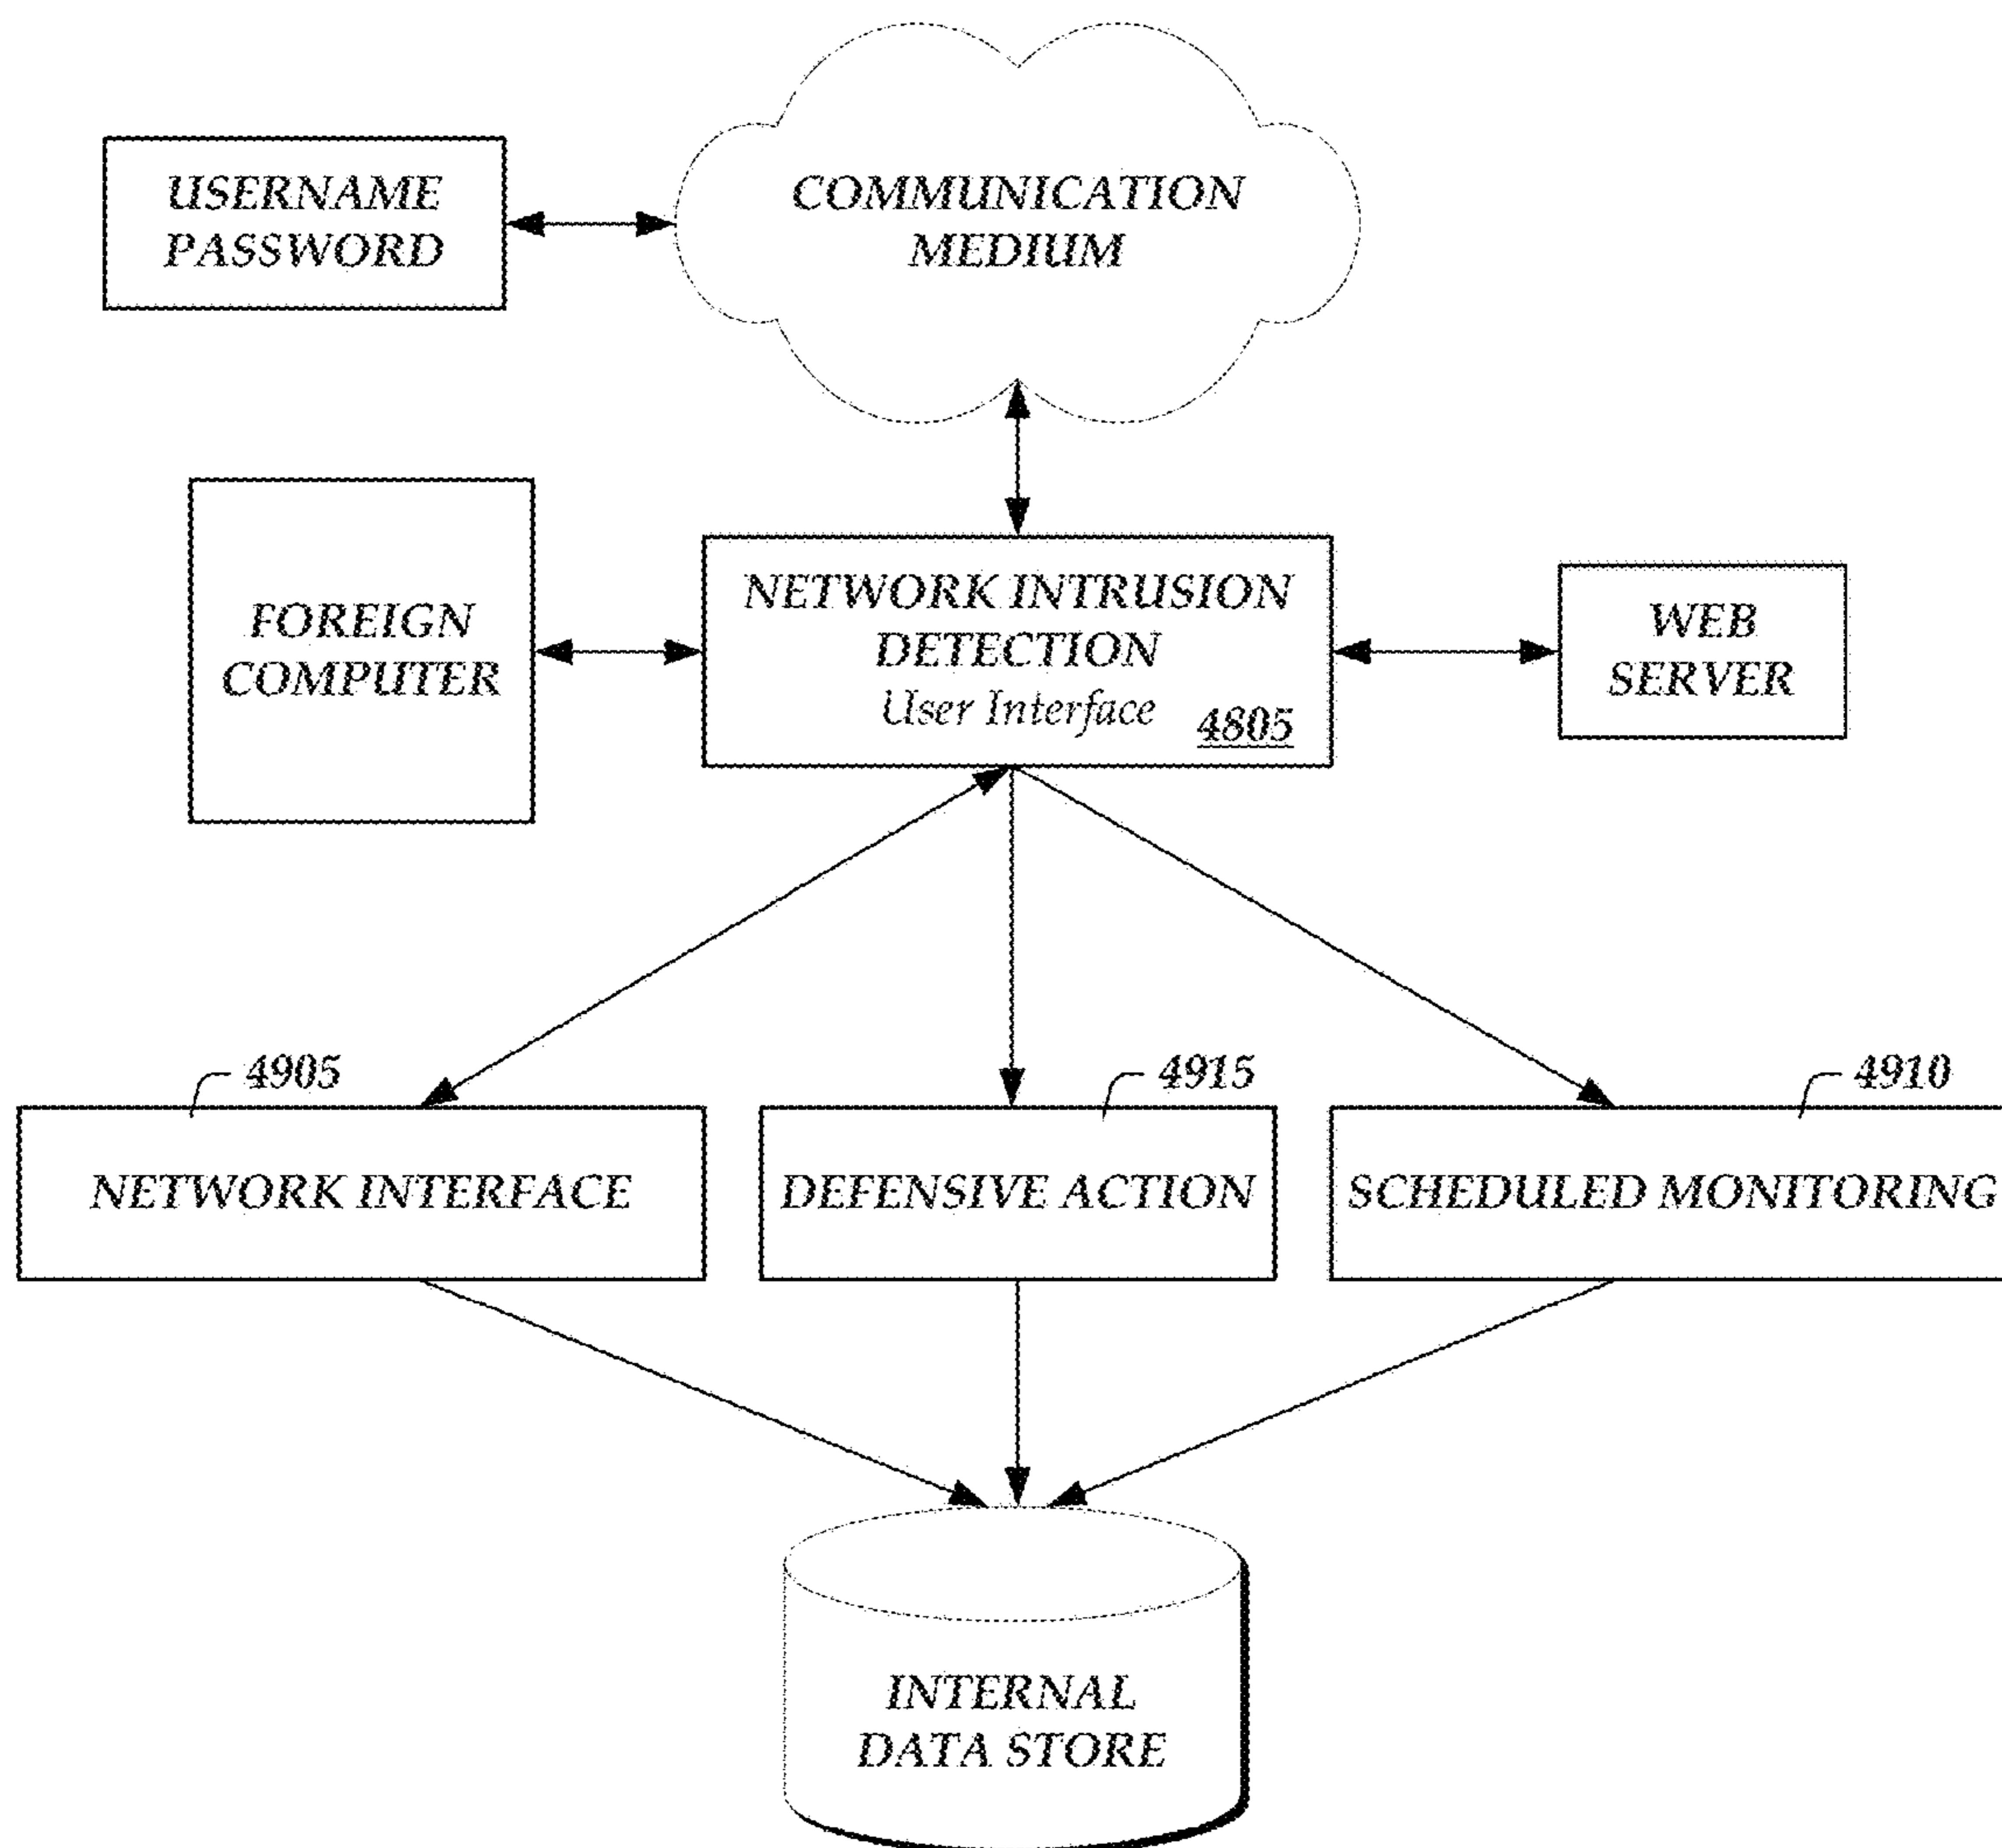 COMMUNICATION
MEDIUM
USERNAME
PASSWORD
FOREIGN
COMPUTER
NETWORK INTRUSION
DETECTION
User Interface
4805
WEB
SERVER
4905
4915
4910
NETWORK INTERFACE
DEFENSIVE ACTION
SCHEDULED MONITORING
INTERNAL
DATA STORE